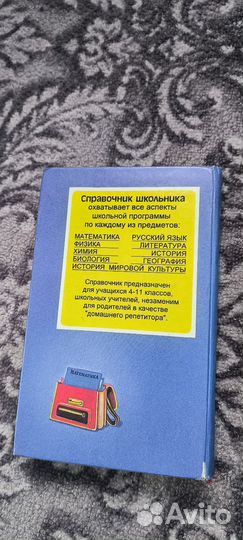 Справочник школьника
охватывает все аспекты
школьной программы
по каждому из предметов:
МАТЕМАТИКА РУССКИЙ ЯЗЫК
ФИЗИКА ЛИТЕРАТУРА
ХИМИЯ ИСТОРИЯ
БИОЛОГИЯ ГЕОГРАФИЯ
ИСТОРИЯ МИРОВОЙ КУЛЬТУРЫ
Справочник предназначен
для учащихся 4-11 классов,
школьных учителей, незаменим
для родителей в качестве
"домашнего репетитора".
МАТЕМАТИКА
Avito